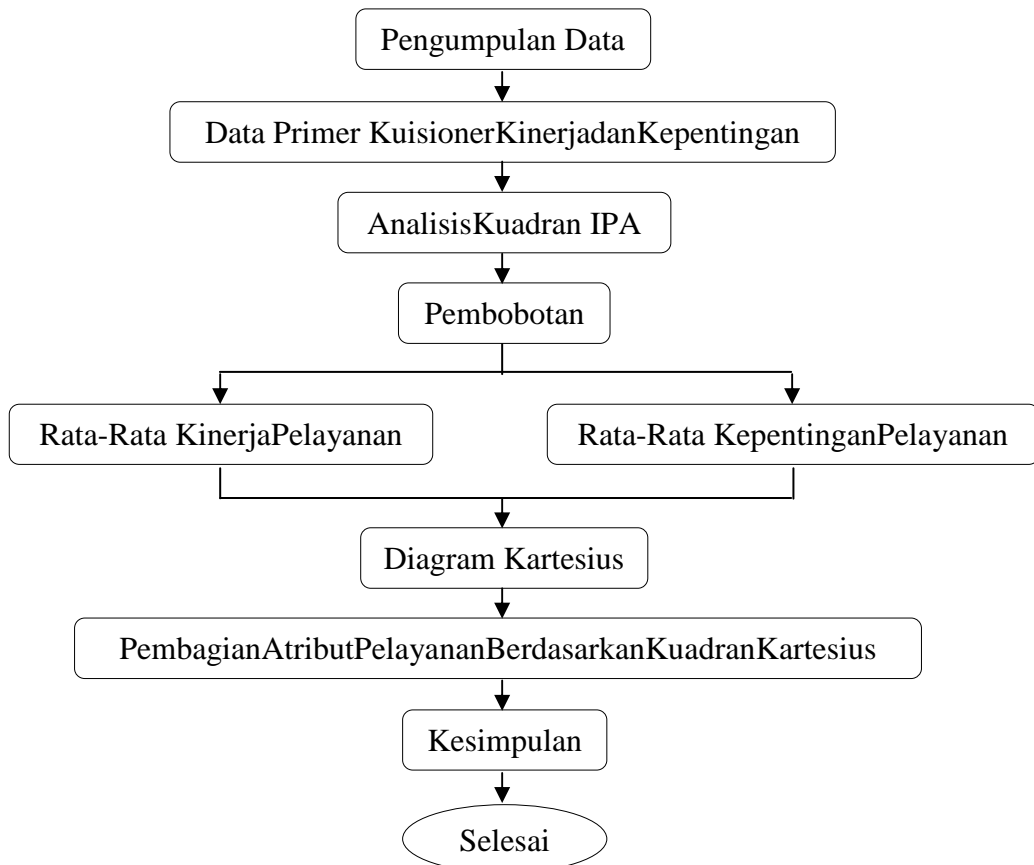 Pengumpulan Data
Data Primer KuisionerKinerjadanKepentingan
AnalisisKuadran IPA
Pembobotan
Rata-Rata KinerjaPelayanan
Rata-Rata KepentinganPelayanan
Diagram Kartesius
PembagianAtributPelayananBerdasarkanKuadranKartesius
Kesimpulan
Selesai